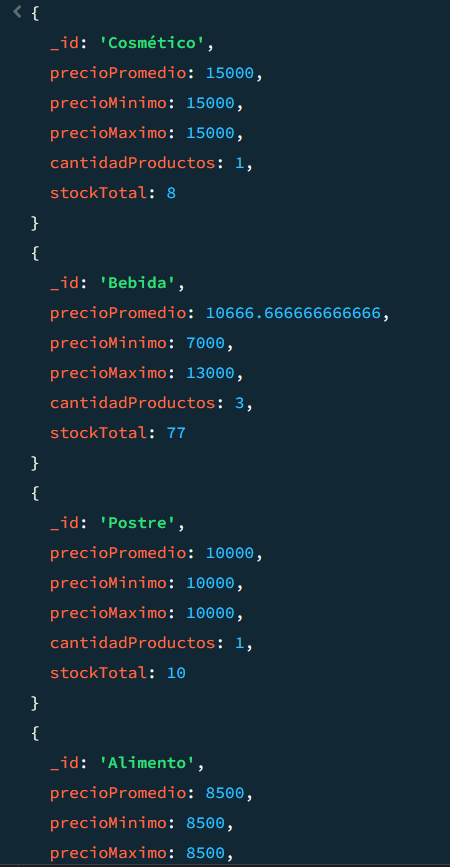 {
_id: 'Cosmético',
precioPromedio: 15000,
precioMinimo: 15000,
precioMaximo: 15000,
cantidadProductos: 1,
stockTotal: 8
}
{
_id: 'Bebida',
precioPromedio: 10666.666666666666,
precioMinimo: 7000,
precioMaximo: 13000,
cantidadProductos: 3,
stockTotal: 77
}
{
_id: 'Postre',
precioPromedio: 10000,
precioMinimo: 10000,
precioMaximo: 10000,
cantidadProductos: 1,
stockTotal: 10
}
{
_id: 'Alimento',
precioPromedio: 8500,
precioMinimo: 8500,
precioMaximo: 8500,